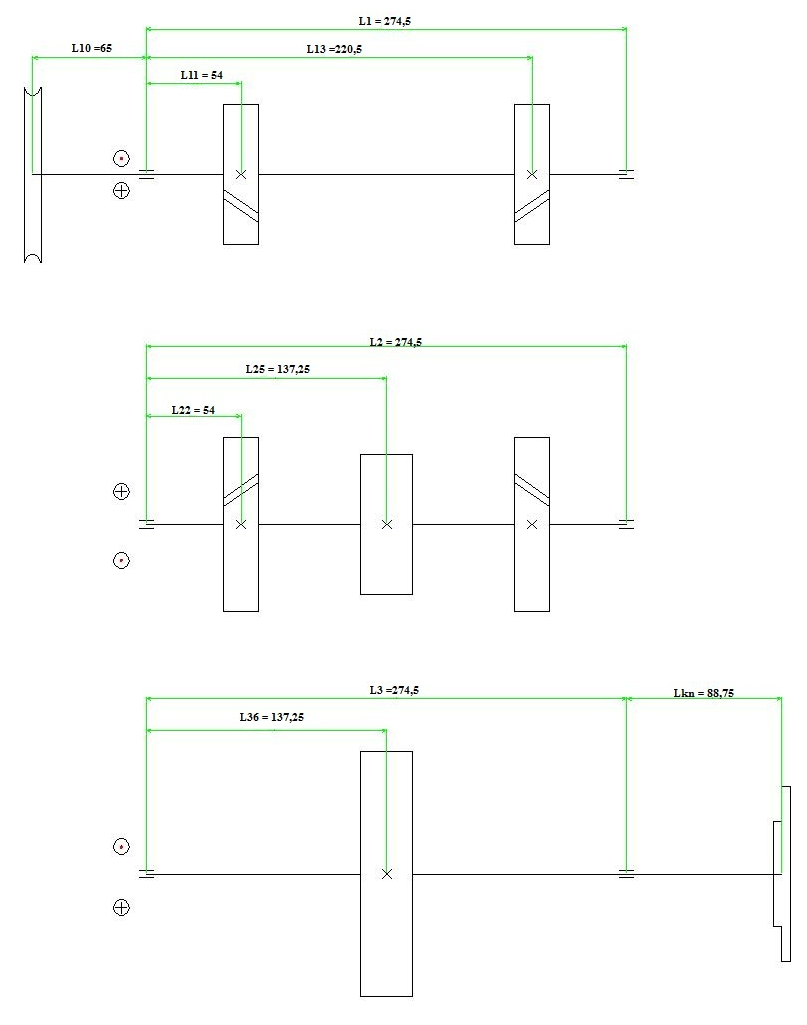 L1 = 274,5
L10 =65
L13 =220,5
L11 = 54
L2 = 274,5
L25 = 137,25
L22 = 54
L3 =274,5
Lkn = 88,75
L36 = 137,25